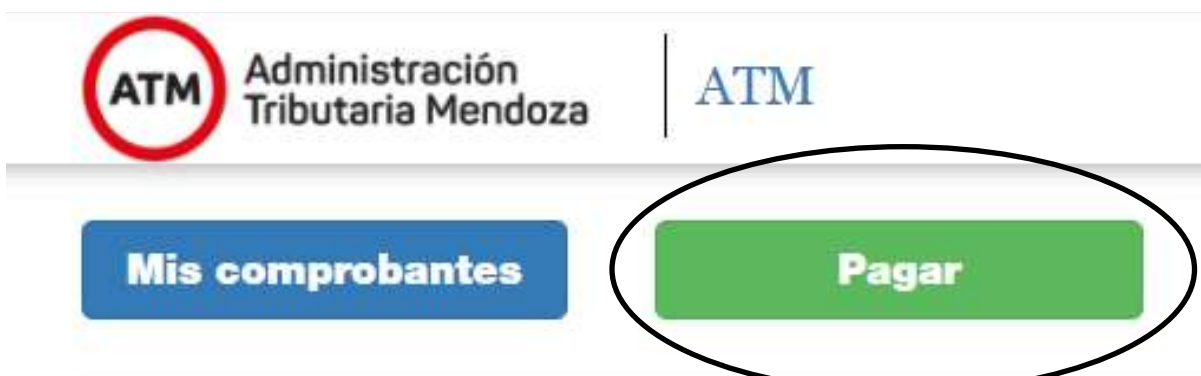 ATM
Administración
Tributaria Mendoza
ATM
Mis comprobantes
Pagar